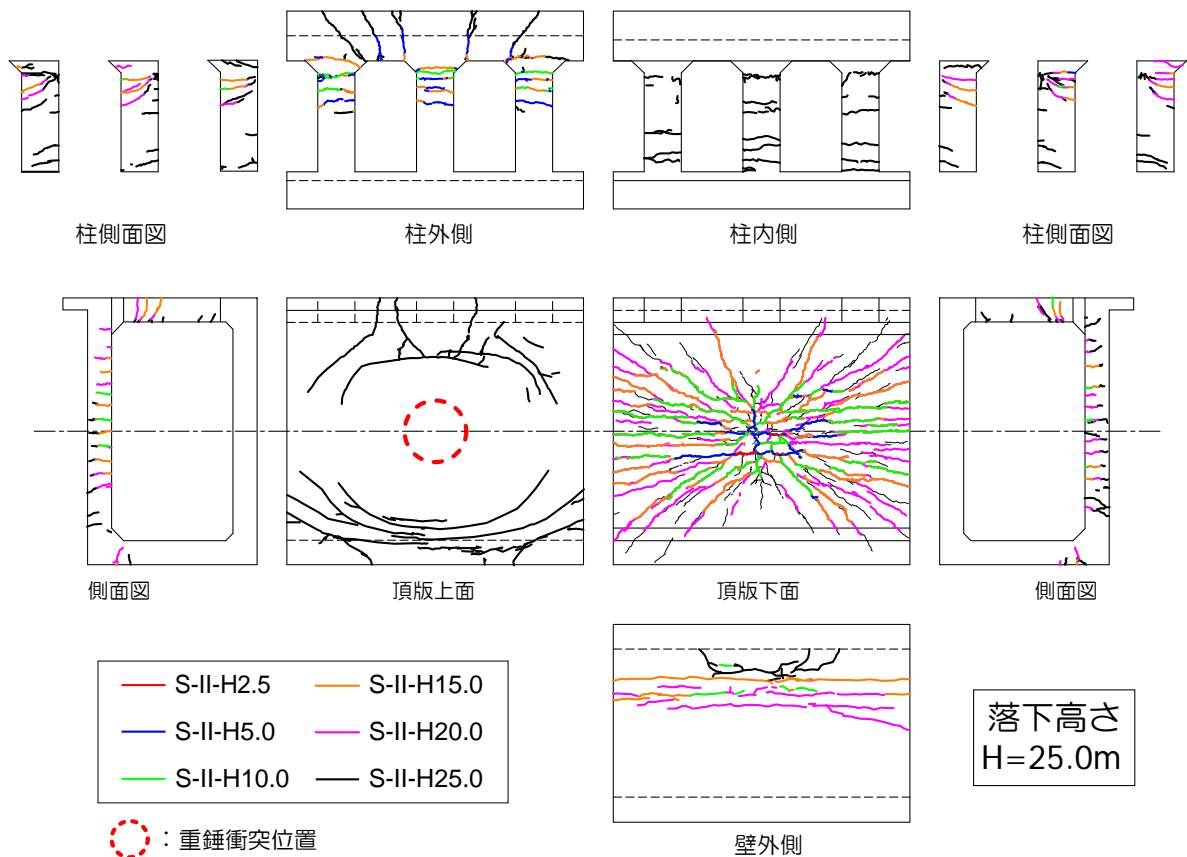 柱側面図
柱外側
柱内側
柱側面図
側面図
頂版上面
頂版下面
側面図
S-II-H2.5
S-II-H15.0
S-II-H5.0
S-II-H20.0
S-II-H10.0
S-II-H25.0
：重錘衝突位置
壁外側
落下高さ
H=25.0m